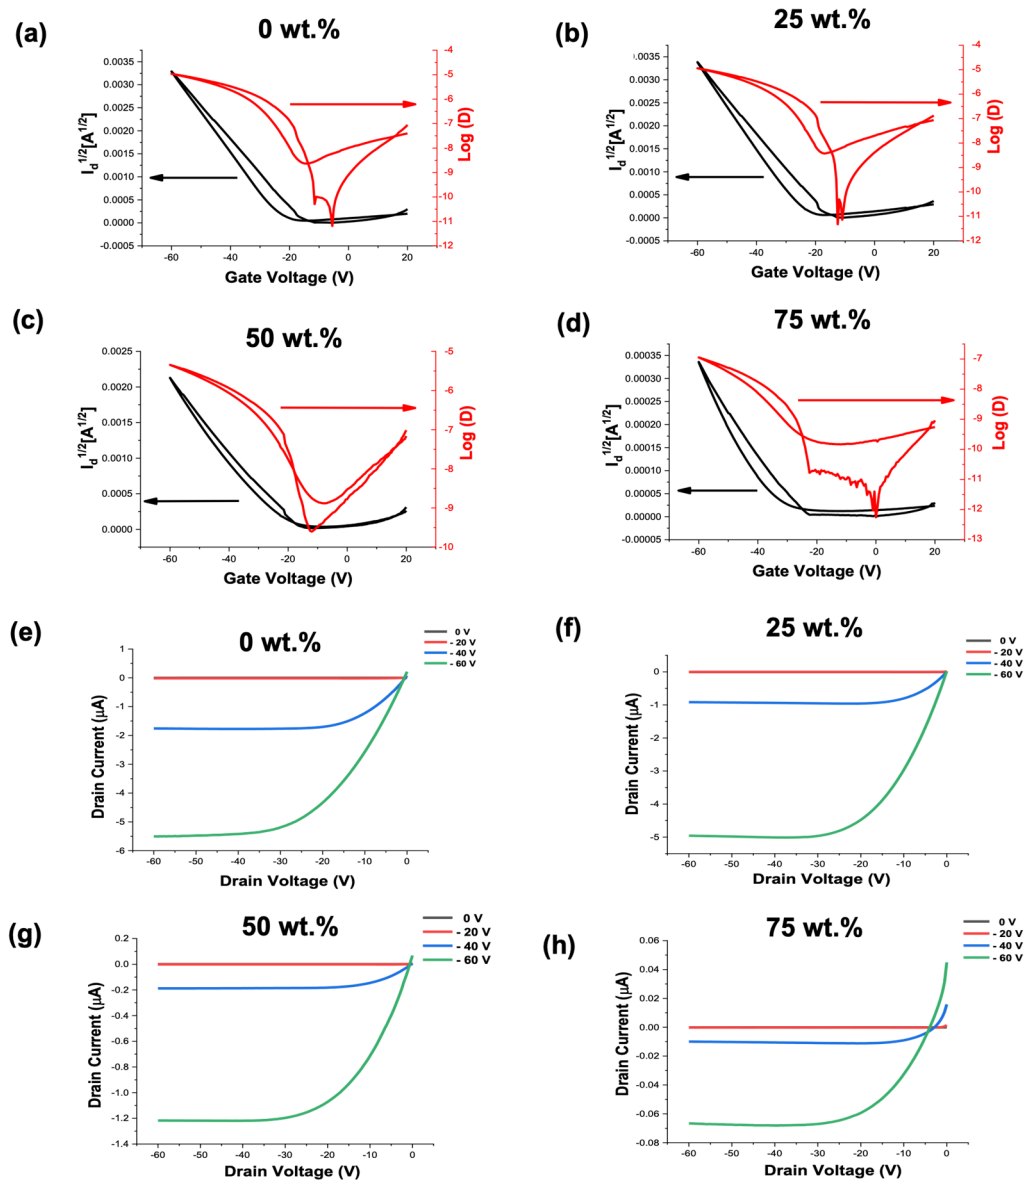 (a)
0 wt.%
0.0035
0.0030
0.0025
0.0020
0.0015
0.0010
0.0005
0.0000
-0.0005
I_d^1/2[A^1/2]
-4
-5
-6
-7
-8
-9
-10
-11
-12
Log (D)
-60
-40
-20
0
20
Gate Voltage (V)
(b)
25 wt.%
.0035
0.0030
0.0025
0.0020
0.0015
0.0010
0.0005
0.0000
0.0005
I_d^1/2[A^1/2]
-4
-5
-6
-7
-8
-9
-10
-11
-12
Log (D)
-60
-40
-20
0
20
Gate Voltage (V)
(c)
50 wt.%
0.0025
0.0020
0.0015
0.0010
0.0005
0.0000
I_d^1/2[A^1/2]
-5
-6
-7
-8
-9
-10
Log (D)
-60
-40
-20
0
20
Gate Voltage (V)
(d)
75 wt.%
0.00035
0.00030
0.00025
0.00020
0.00015
0.00010
0.00005
0.00000
-0.00005
I_d^1/2[A^1/2]
-7
-8
-9
-10
-11
-12
-13
Log (D)
-60
-40
-20
0
20
Gate Voltage (V)
(e)
0 wt.%
0 V
- 20 V
- 40 V
- 60 V
1
0
-1
-2
-3
-4
-5
-6
Drain Current (µA)
-60
-50
-40
-30
-20
-10
0
Drain Voltage (V)
(f)
25 wt.%
0 V
- 20 V
- 40 V
- 60 V
0
-1
-2
-3
-4
-5
Drain Current (µA)
-60
-50
-40
-30
-20
-10
0
Drain Voltage (V)
(g)
50 wt.%
0 V
- 20 V
- 40 V
- 60 V
0.2
0.0
-0.2
-0.4
-0.6
-0.8
-1.0
-1.2
-1.4
Drain Current (µA)
-60
-50
-40
-30
-20
-10
0
Drain Voltage (V)
(h)
75 wt.%
0 V
- 20 V
- 40 V
- 60 V
0.06
0.04
0.02
0.00
-0.02
-0.04
-0.06
-0.08
Drain Current (µA)
-60
-50
-40
-30
-20
-10
0
Drain Voltage (V)